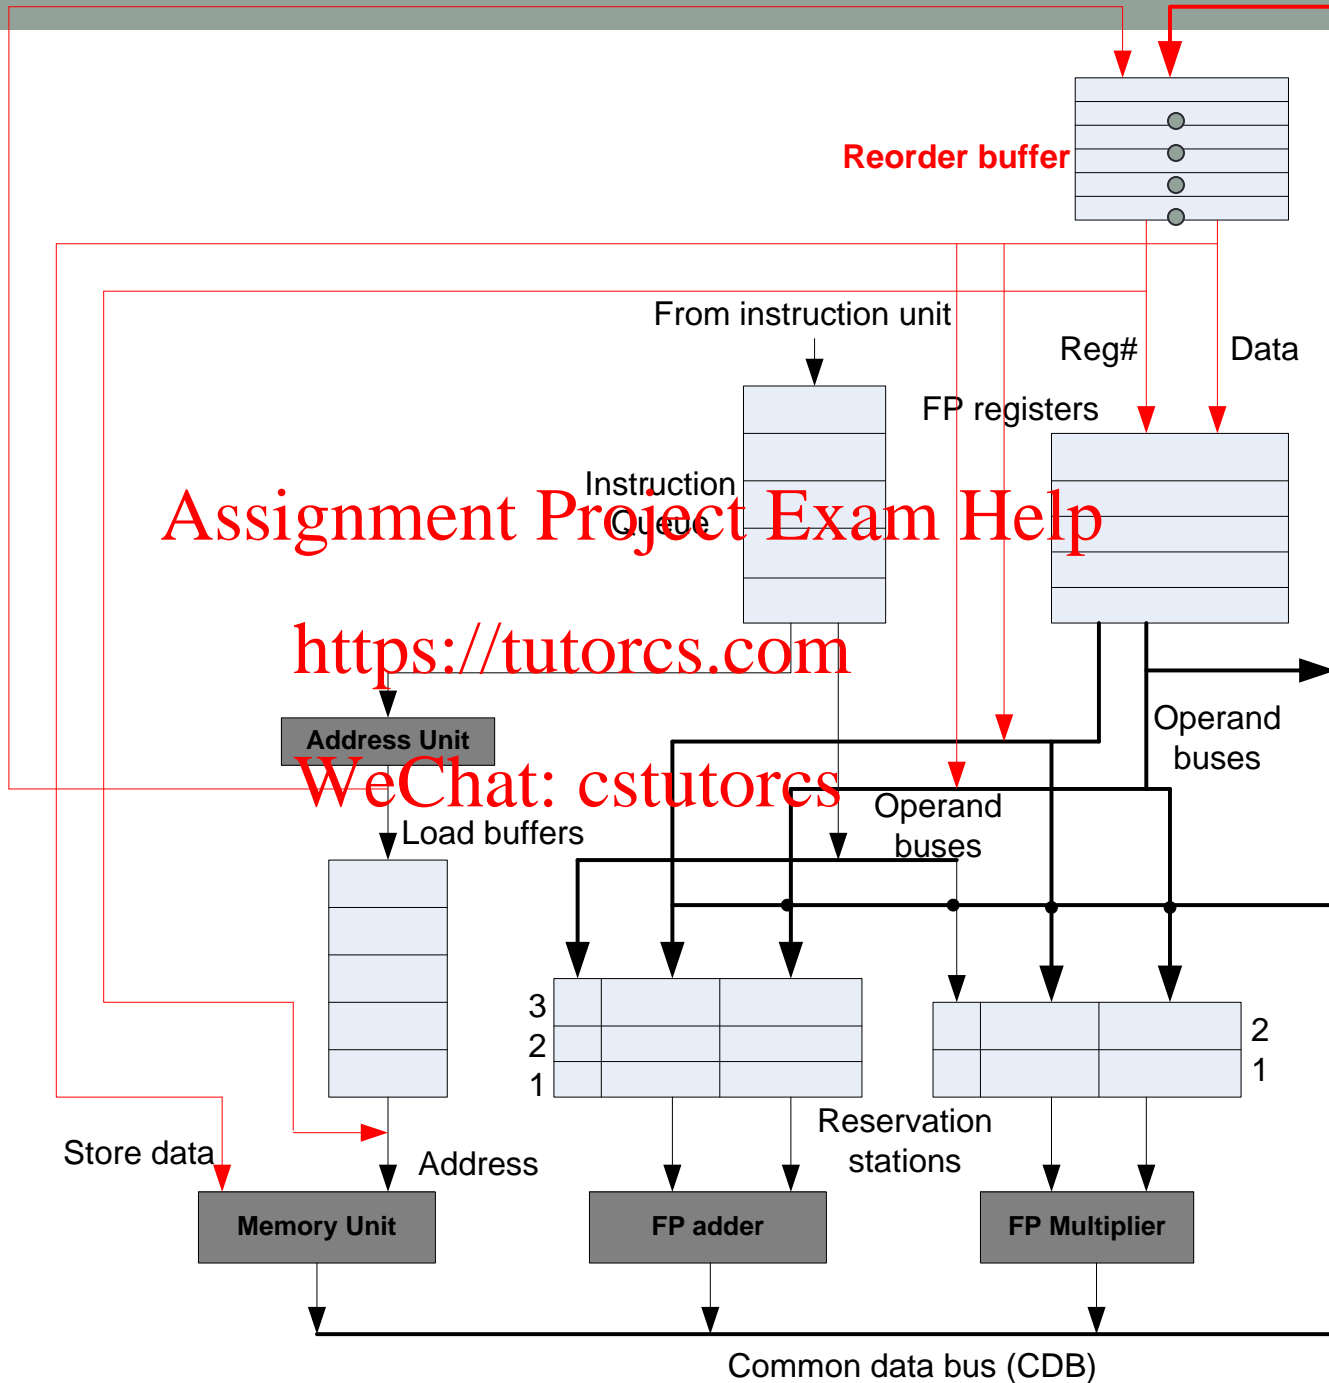 Reorder buffer
From instruction unit
Reg#
Data
FP registers
Instruction
Queue
Assignment Project Exam Help
https://tutorcs.com
Operand
buses
Address Unit
WeChat: cstutorcs
Operand
buses
Load buffers
3
2
1
2
1
Reservation
stations
Store data
Address
Memory Unit
FP adder
FP Multiplier
Common data bus (CDB)